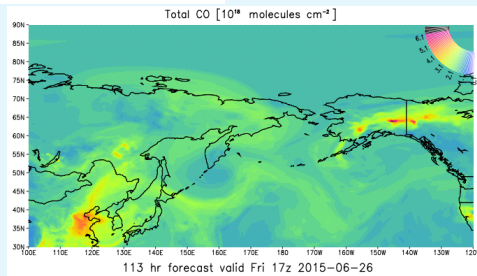 Total CO [10¹⁸ molecules cm⁻²]
90N
85N
80N
75N
70N
65N
60N
55N
50N
45N
40N
35N
30N
100E 110E 120E 130E 140E 150E 160E 170E 180 170W 160W 150W 140W 130W
113 hr forecast valid Fri 17z 2015-06-26